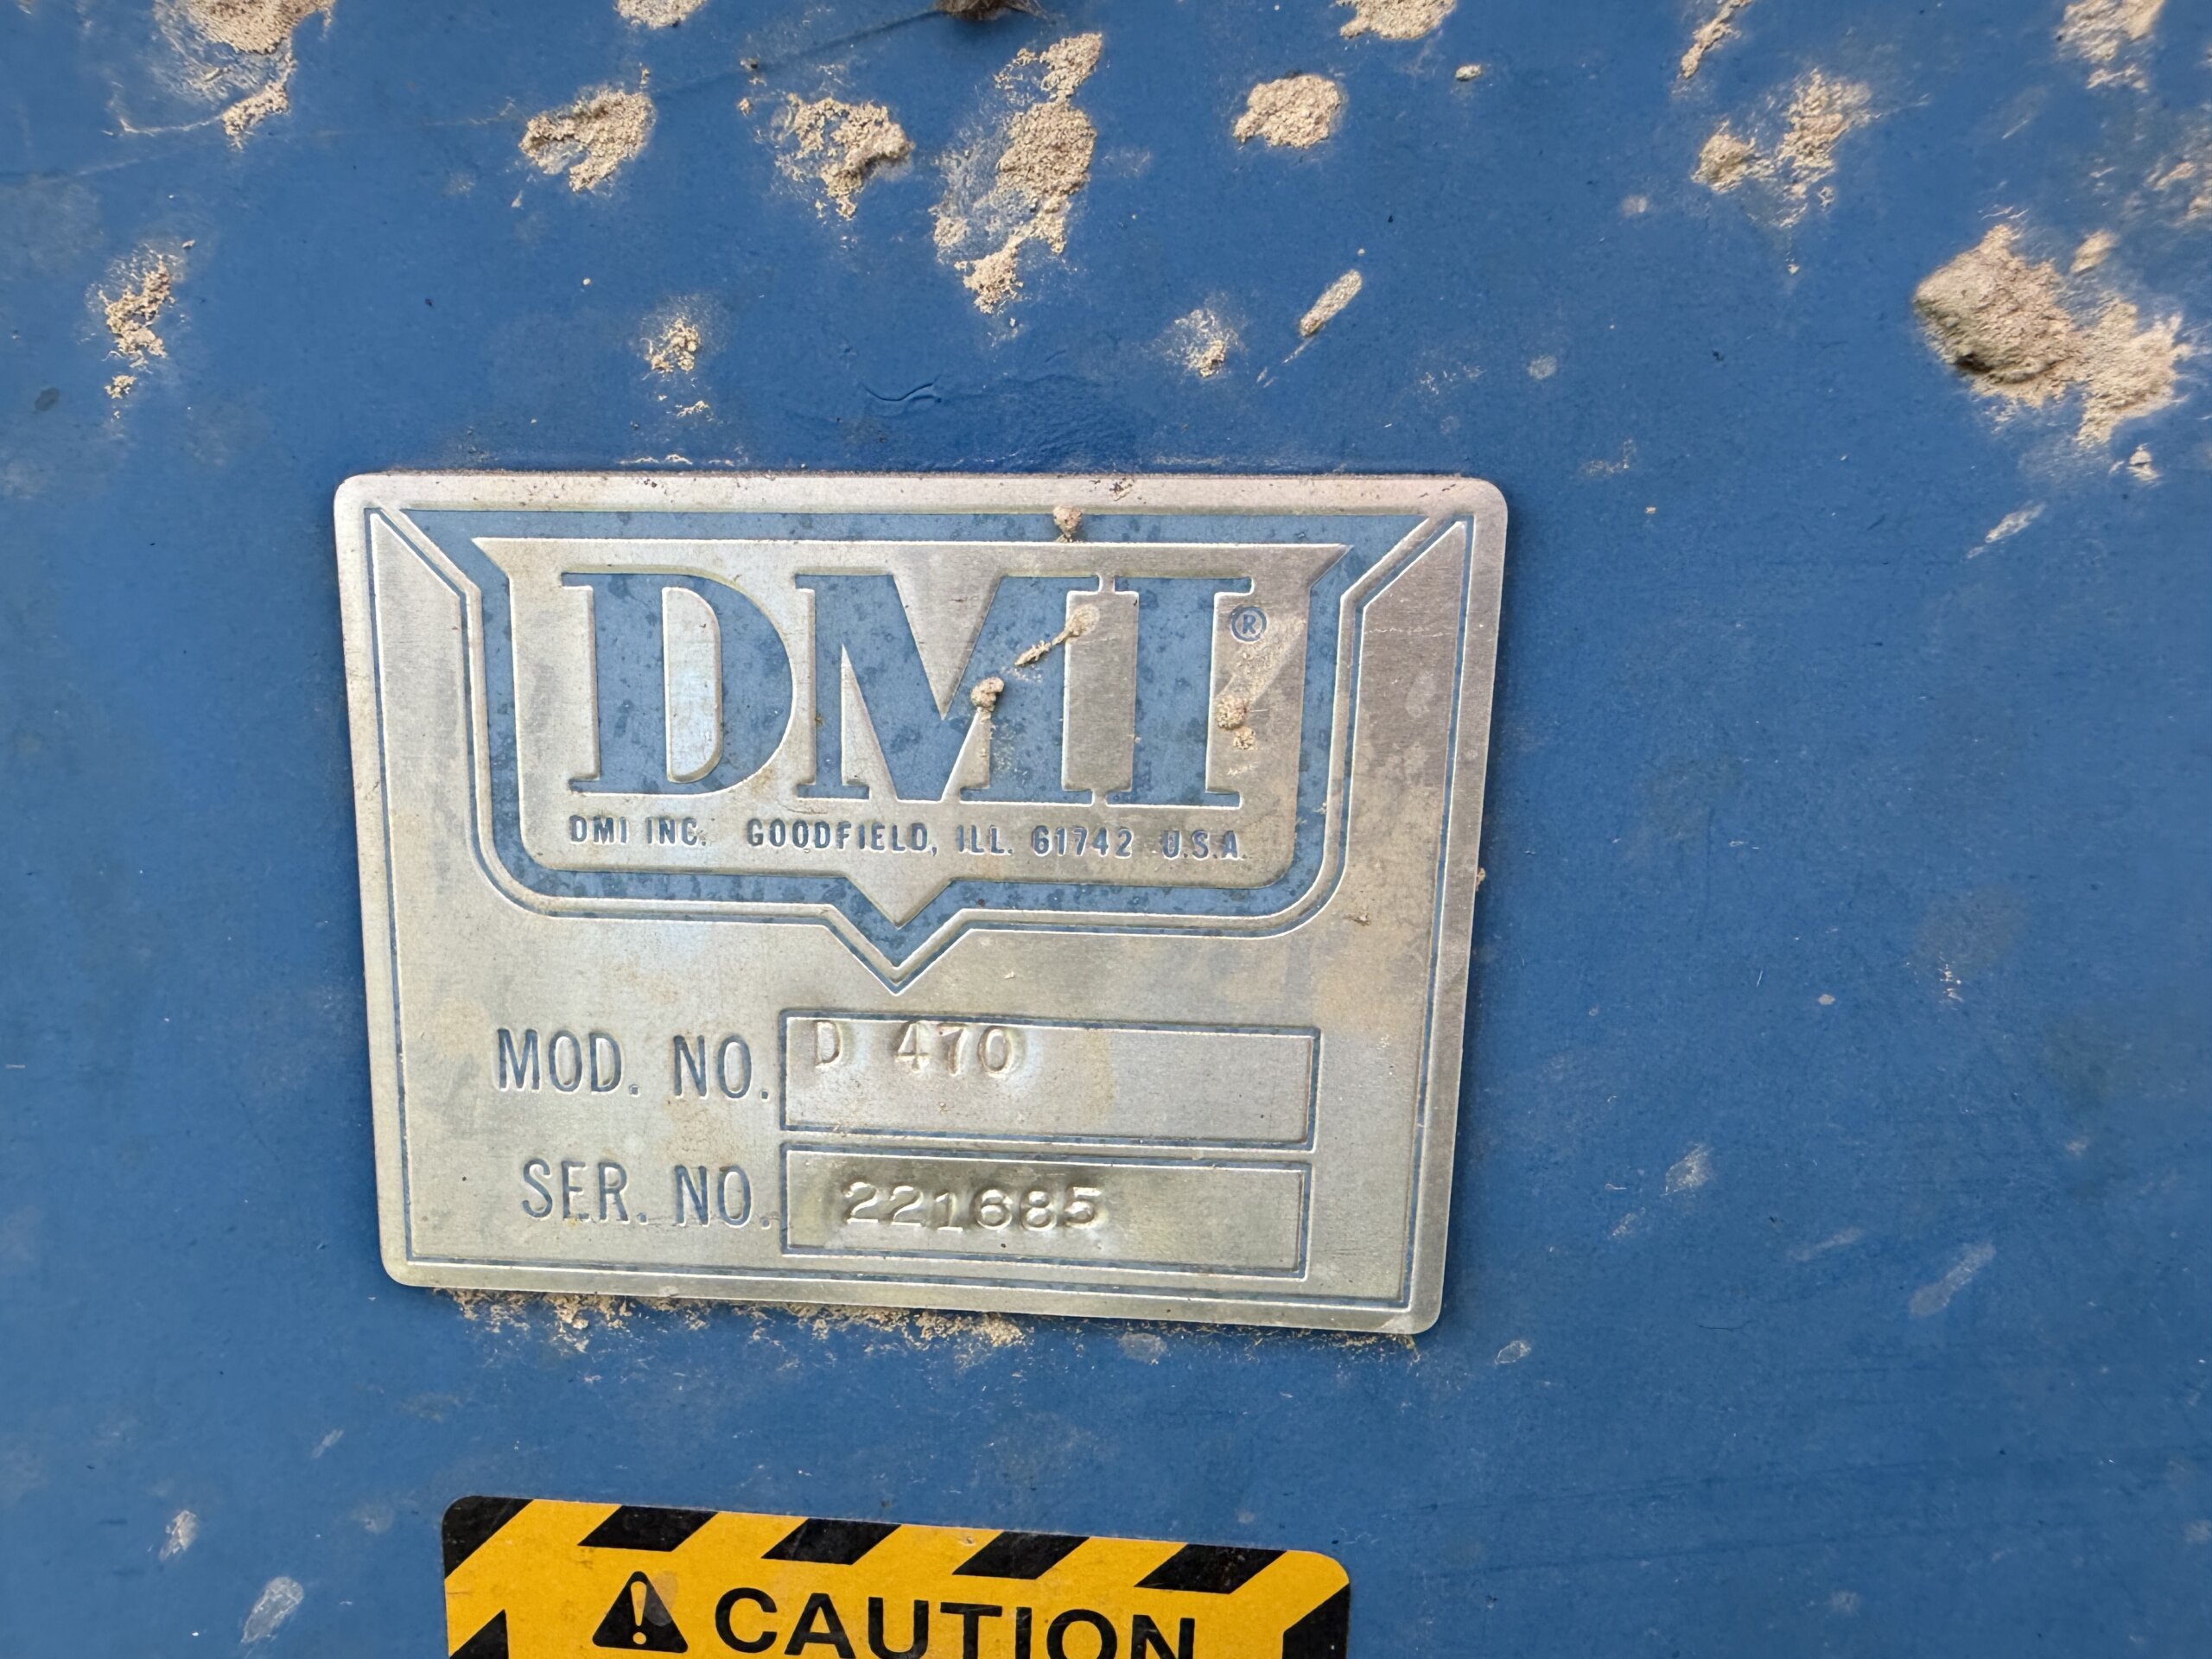 DMI®
DMI INC. GOODFIELD, ILL. 61742 U.S.A.
MOD. NO. D 470
SER. NO. 221685
CAUTION